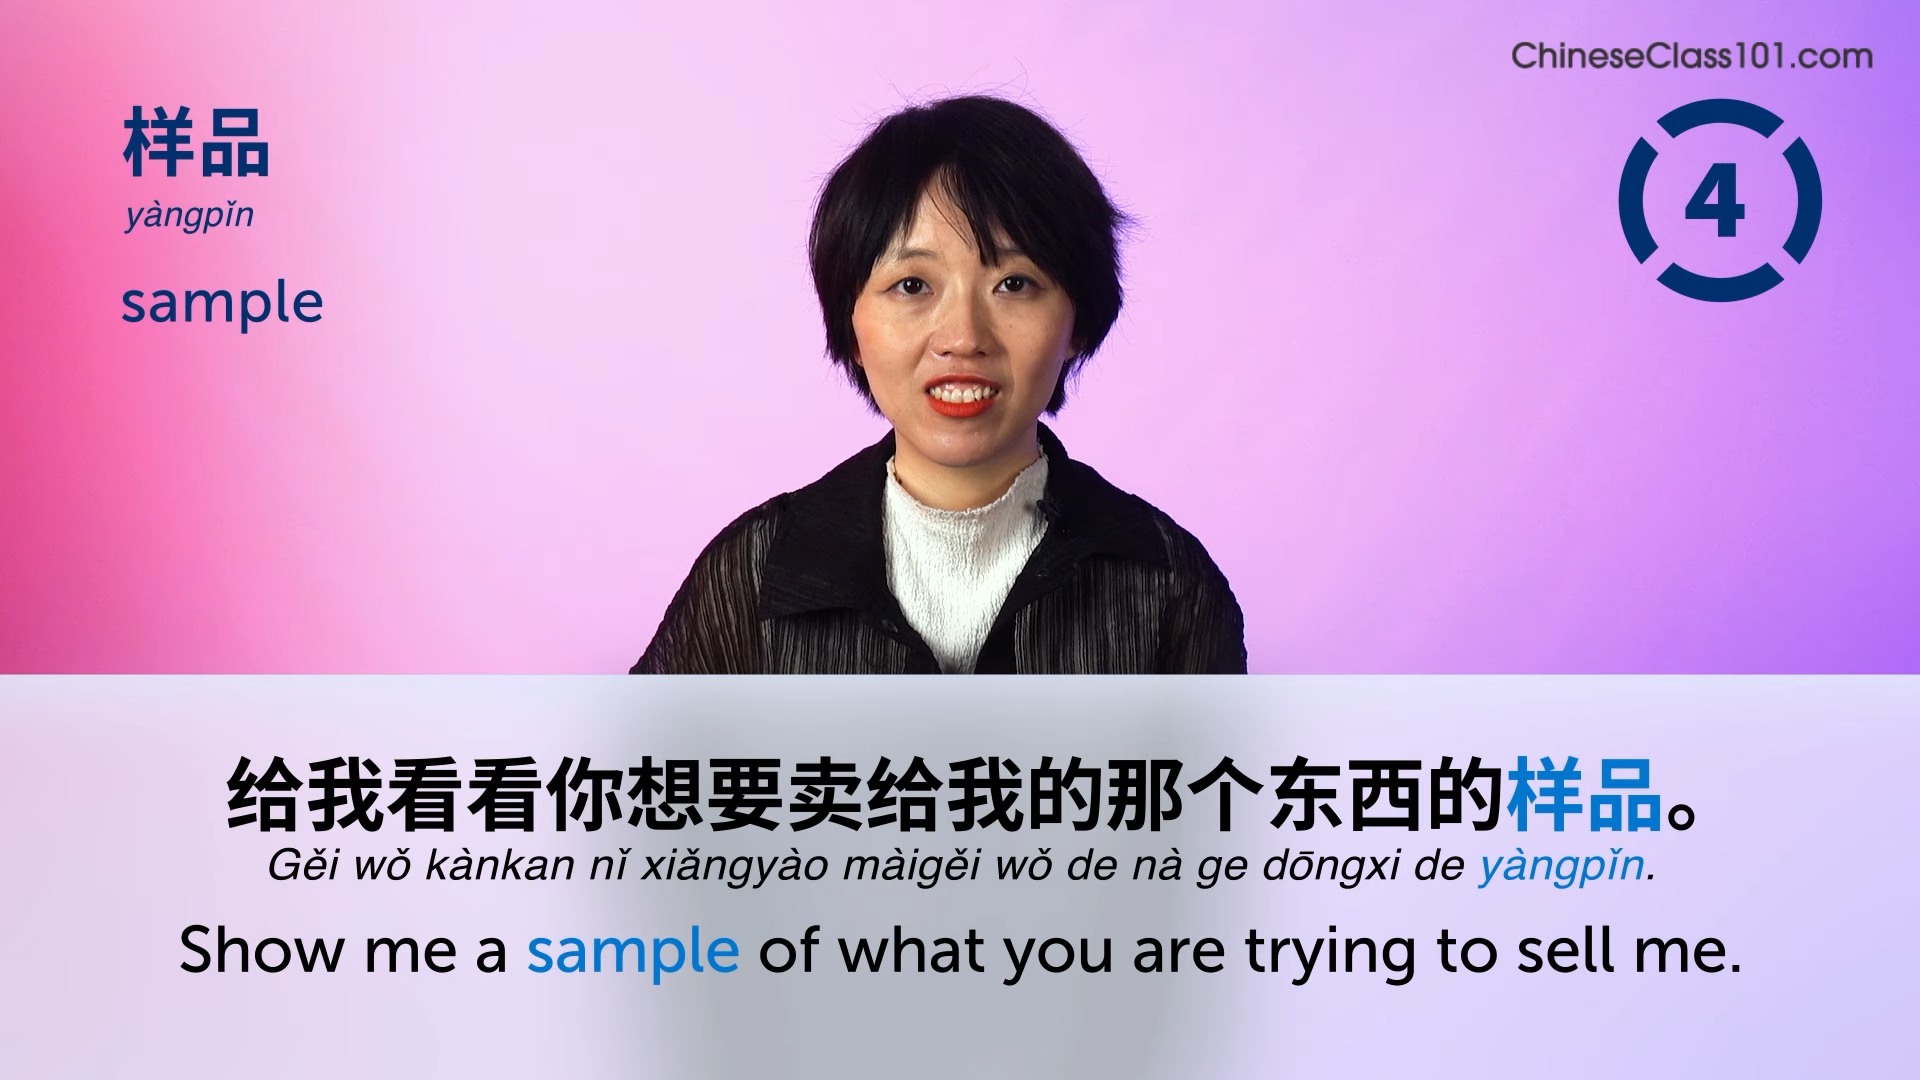 ChineseClass101.com
样品
yàngpǐn
sample
4
给我看看你想要卖给我的那个东西的样品。
Gěi wǒ kànkan nǐ xiǎngyào màigěi wǒ de nà ge dōngxi de yàngpǐn.
Show me a sample of what you are trying to sell me.